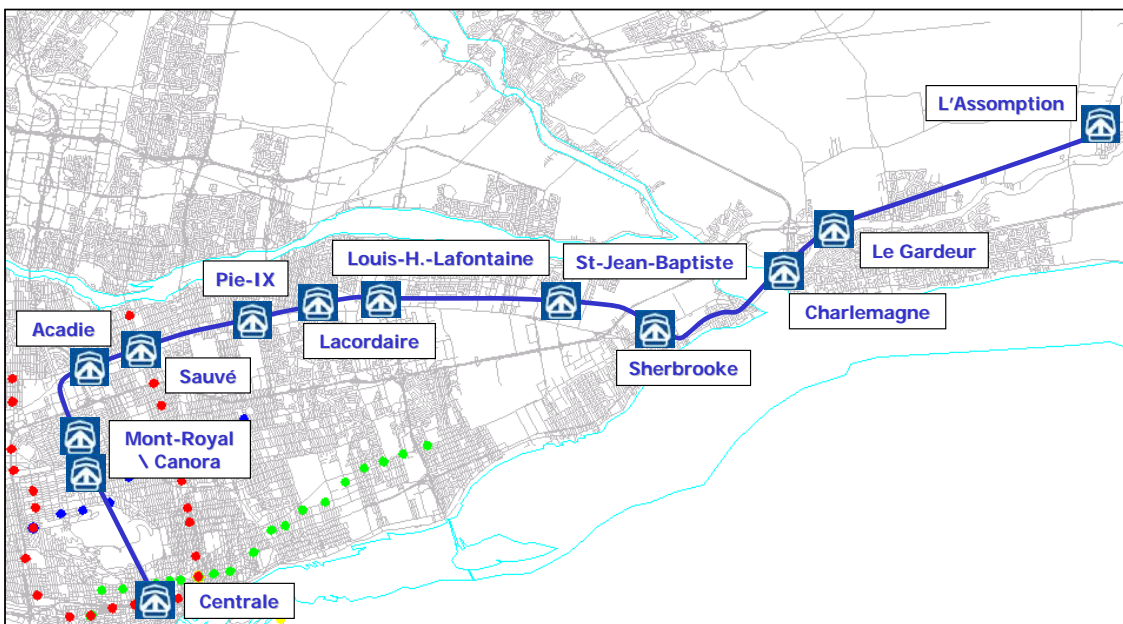 L'Assomption
Le Gardeur
Louis-H.-Lafontaine
St-Jean-Baptiste
Pie-IX
Charlemagne
Acadie
Lacordaire
Sherbrooke
Sauvé
Mont-Royal
\ Canora
Centrale